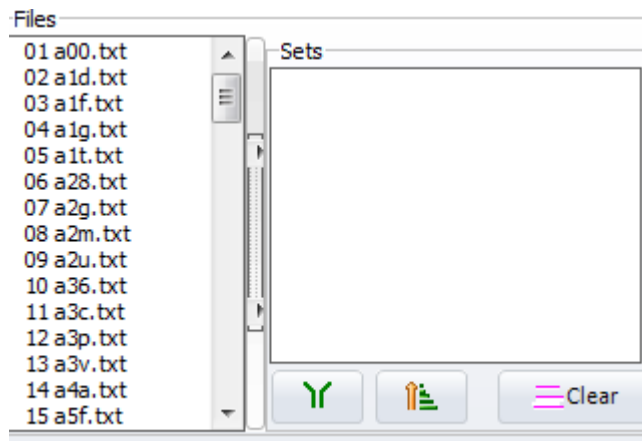 Files
01 a00.txt
02 a1d.txt
03 a1f.txt
04 a1g.txt
05 a1t.txt
06 a28.txt
07 a2g.txt
08 a2m.txt
09 a2u.txt
10 a36.txt
11 a3c.txt
12 a3p.txt
13 a3v.txt
14 a4a.txt
15 a5f.txt
Sets
Clear